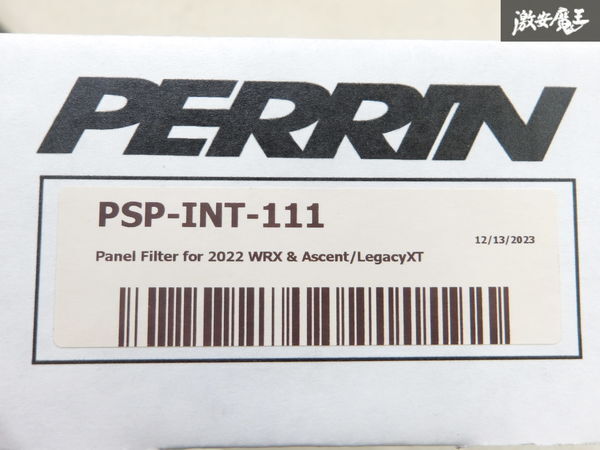 激安魔王
PERRIN
PSP-INT-111
12/13/2023
Panel Filter for 2022 WRX & Ascent/LegacyXT